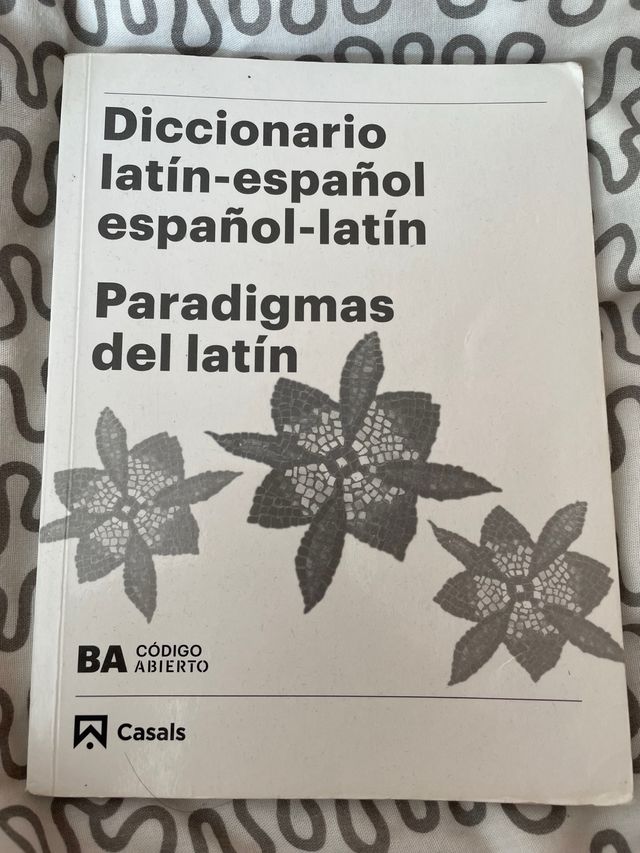 Diccionario
latín-español
español-latín
Paradigmas
del latín
BA CÓDIGO
ABIERTO
Casals